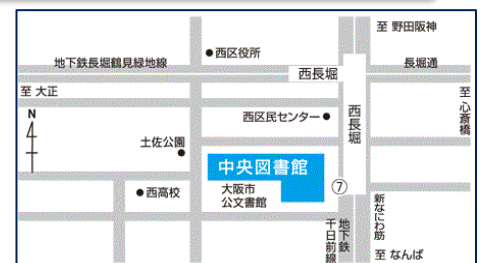 至 野田阪神
西区役所
地下鉄長堀鶴見緑地線
西長堀
長堀通
至 大正
至 心斎橋
N
西区民センター
西長堀
土佐公園
中央図書館
西高校
大阪市
公文書館
⑦
新なにわ筋
地下鉄
千日前線
至 なんば